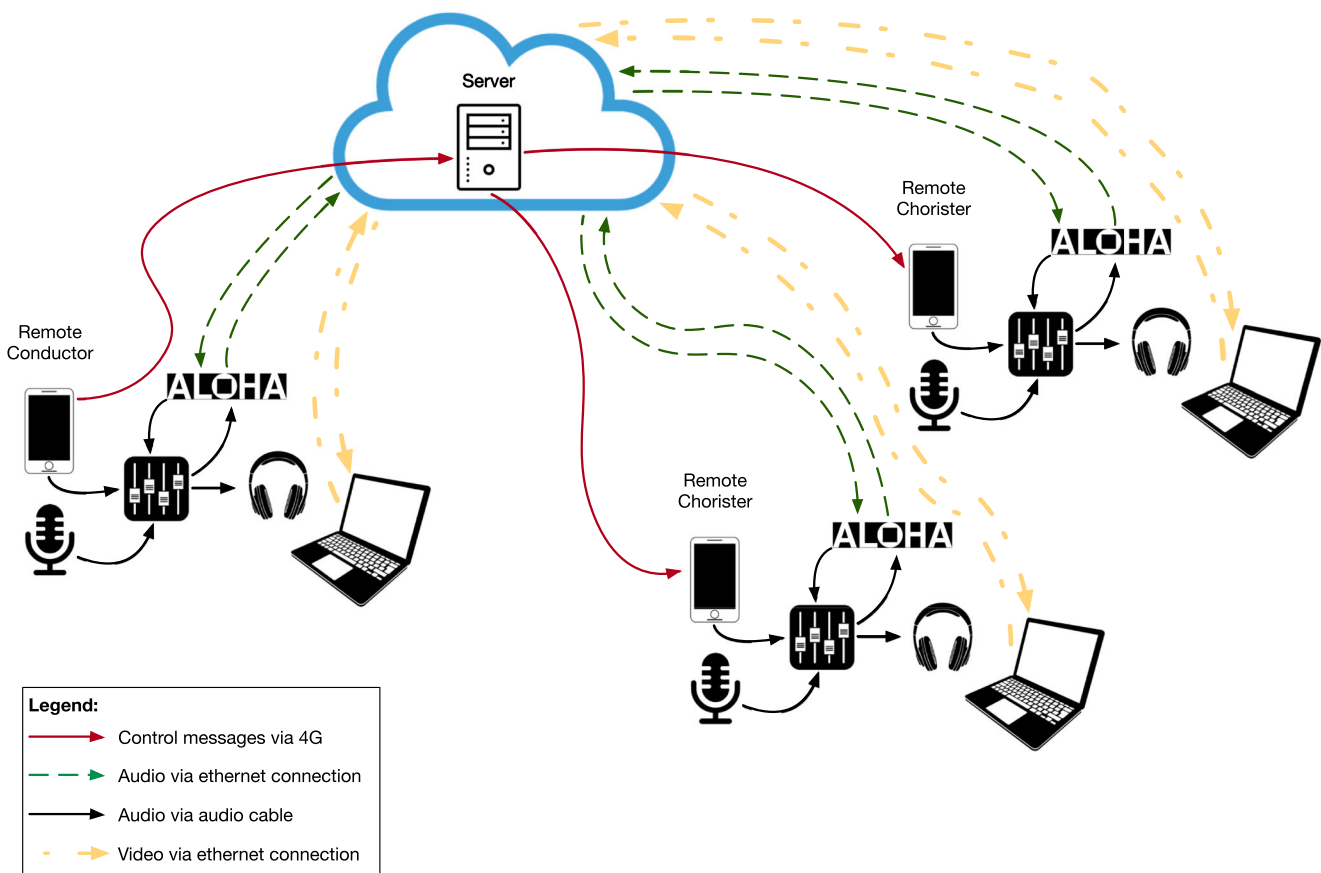 Server
Remote
Chorister
ALOHA
Remote
Conductor
ALOHA
Remote
Chorister
ALOHA
Legend:
Control messages via 4G
Audio via ethernet connection
Audio via audio cable
Video via ethernet connection